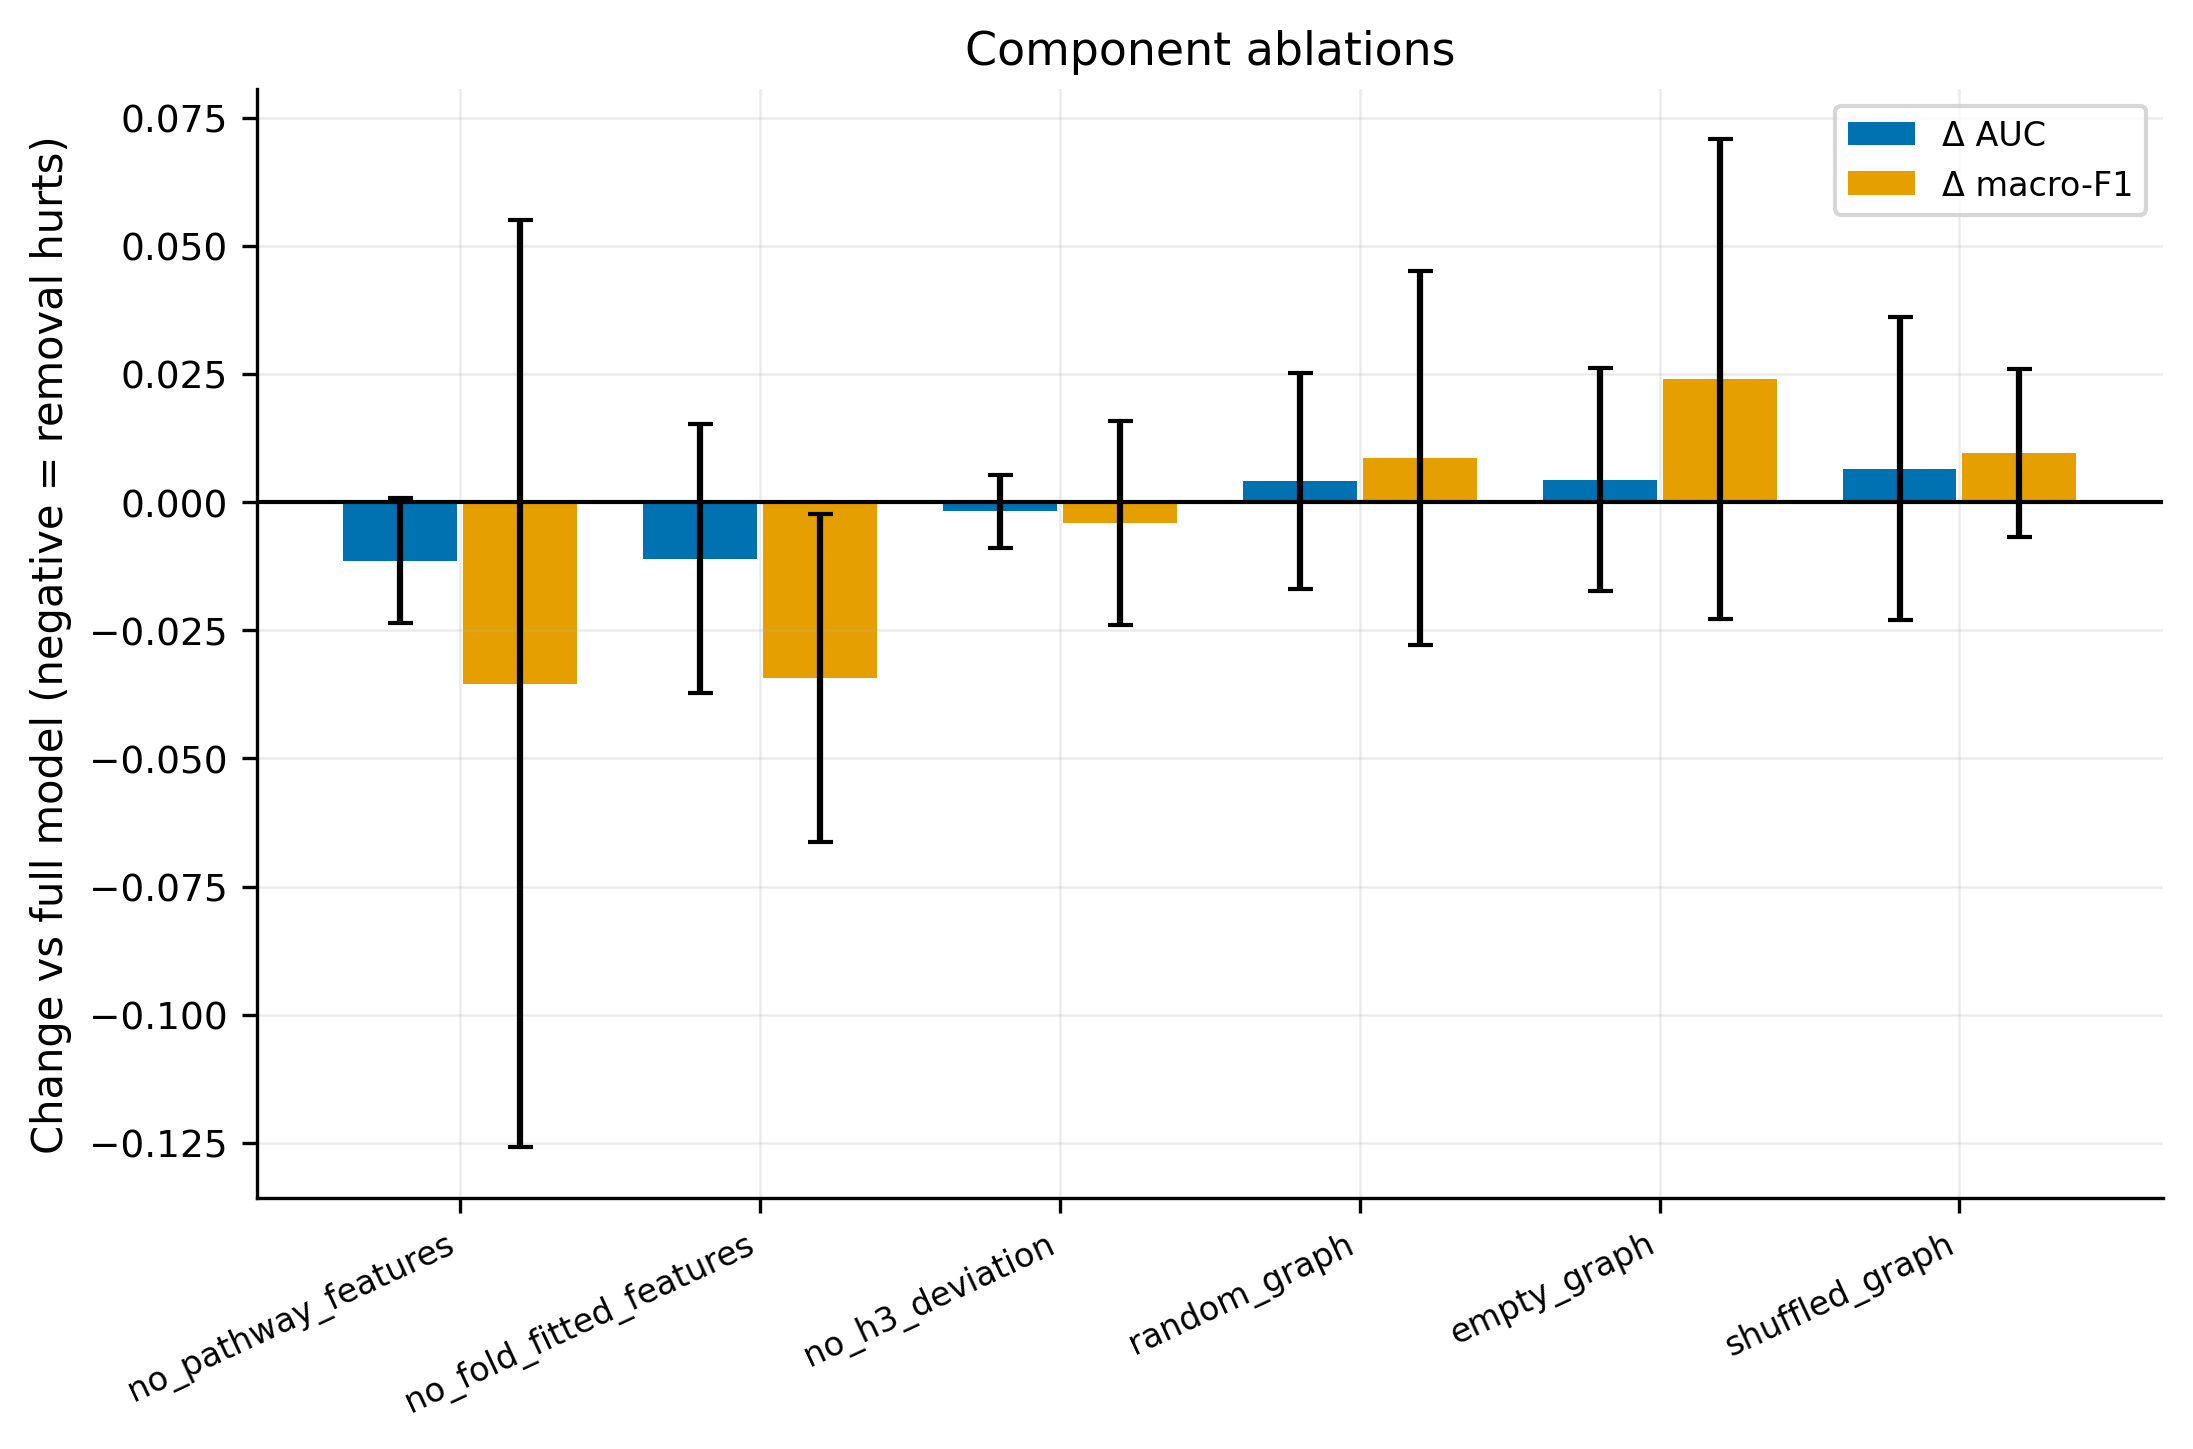 Component ablations
Δ AUC
Δ macro-F1
Change vs full model (negative = removal hurts)
0.075
0.050
0.025
0.000
−0.025
−0.050
−0.075
−0.100
−0.125
no_pathway_features
no_fold_fitted_features
no_h3_deviation
random_graph
empty_graph
shuffled_graph